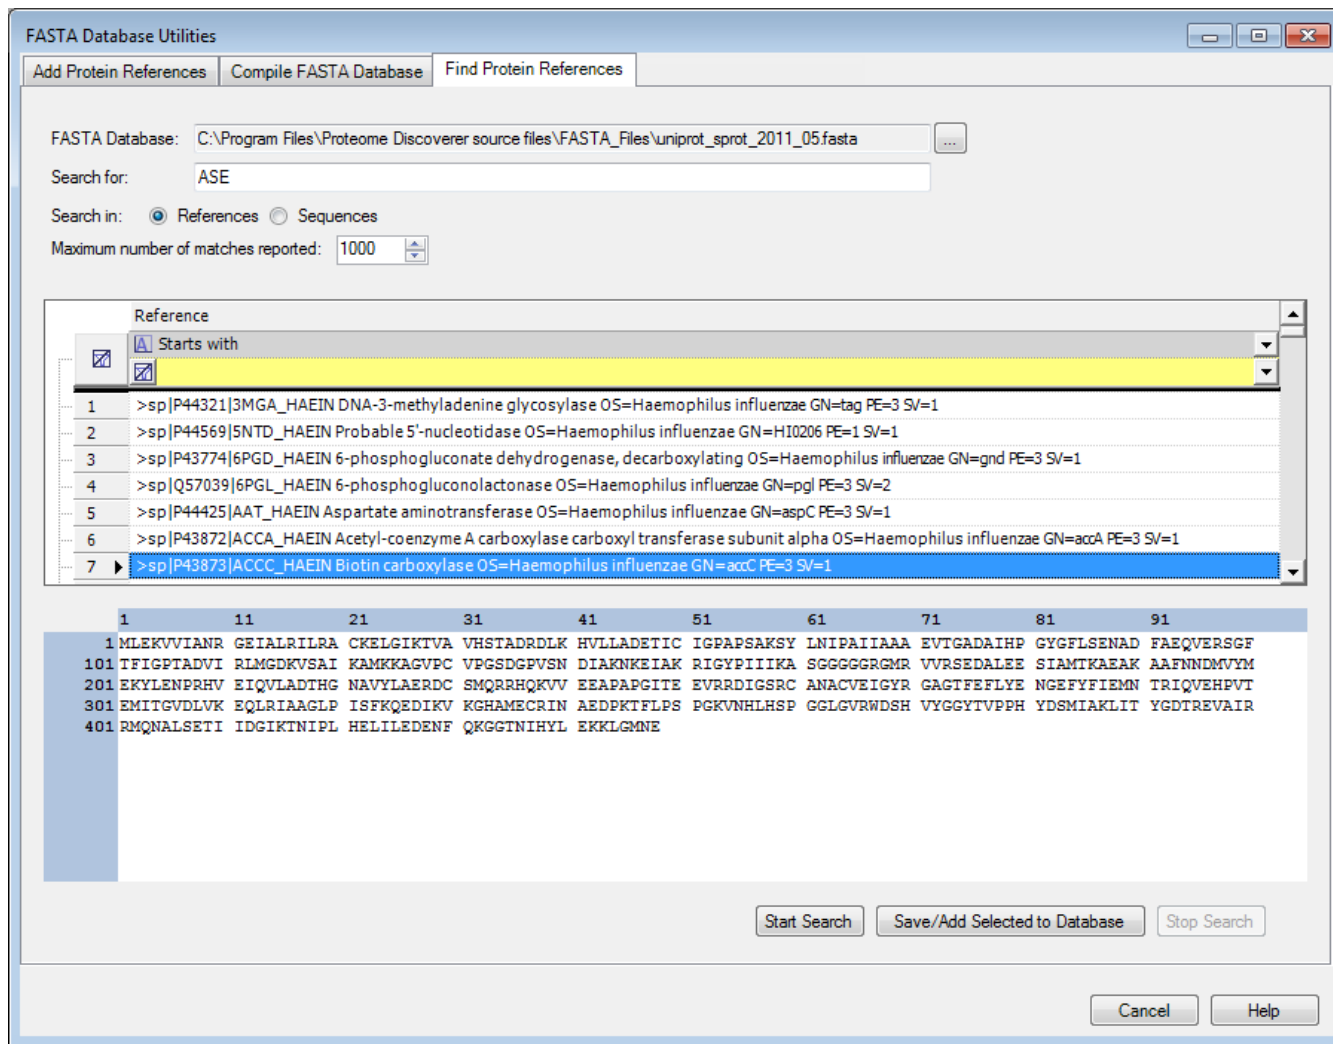 FASTA Database Utilities
Add Protein References Compile FASTA Database Find Protein References
FASTA Database: C:\Program Files\Proteome Discoverer source files\FASTA_Files\uniprot_sprot_2011_05.fasta ...
Search for: ASE
Search in: References Sequences
Maximum number of matches reported: 1000
Reference
A Starts with
1 >sp|P44321|3MGA_HAEIN DNA-3-methyladenine glycosylase OS=Haemophilus influenzae GN=tag PE=3 SV=1
2 >sp|P44569|5NTD_HAEIN Probable 5'-nucleotidase OS=Haemophilus influenzae GN=HI0206 PE=1 SV=1
3 >sp|P43774|6PGD_HAEIN 6-phosphogluconate dehydrogenase, decarboxylating OS=Haemophilus influenzae GN=gnd PE=3 SV=1
4 >sp|Q57039|6PGL_HAEIN 6-phosphogluconolactonase OS=Haemophilus influenzae GN=pgl PE=3 SV=2
5 >sp|P44425|AAT_HAEIN Aspartate aminotransferase OS=Haemophilus influenzae GN=aspC PE=3 SV=1
6 >sp|P43872|ACCA_HAEIN Acetyl-coenzyme A carboxylase carboxyl transferase subunit alpha OS=Haemophilus influenzae GN=accA PE=3 SV=1
7 >sp|P43873|ACCC_HAEIN Biotin carboxylase OS=Haemophilus influenzae GN=accC PE=3 SV=1
1 11 21 31 41 51 61 71 81 91
1 MLEKVVIANR GEIALRILRA CKELGIKTVA VHSTADRDLK HVLLADETIC IGPAPSAKSY LNIPAIIAAA EVTGADAIHP GYGFLSENAD FAEQVERSGF
101 TFIGPTADVI RLMGDKVSAI KAMKKAGVPC VPGSDGPVSN DIAKNKEIAK RIGYPIIIKA SGGGGGRGMR VVRSEDALEE SIAMTKAEAK AAFNNDMVYM
201 EKYLENPRHV EIQVLADTHG NAVYLAERDC SMQRRHQKVV EEAPAPGITE EVRRDIGSRC ANACVEIGYR GAGTFEFLYE NGEFYFIEMN TRIQVEHPVT
301 EMITGVDLVK EQLRIAAGLP ISFKQEDIKV KGHAMECRIN AEDPKTFLPS PGKVNHLHSP GGLGVRWDSH VYGGYTVPPH YDSMIAKLIT YGDTREVAIR
401 RMQNALSETI IDGIKTNIPL HELILEDENF QKGGTNIHYL EKKLGMNE
Start Search Save/Add Selected to Database Stop Search
Cancel Help